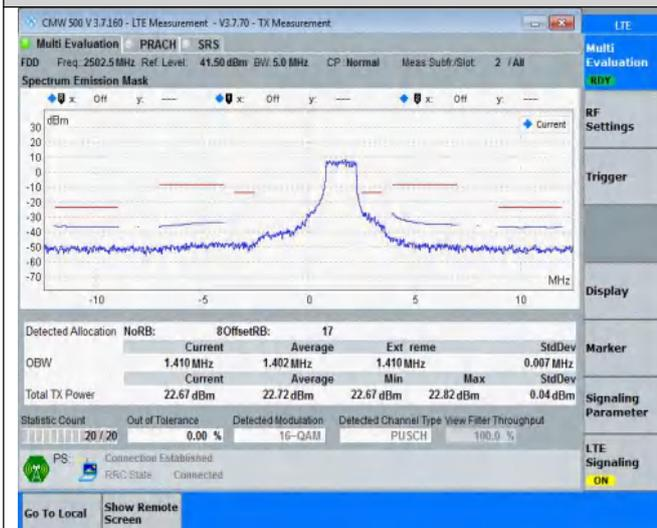 CMW 500 V 3.7.160 - LTE Measurement - V3.7.70 - TX Measurement
LTE
Multi Evaluation PRACH SRS
Multi Evaluation
RDY
FDD Freq.: 2502.5 MHz Ref. Level: 41.50 dBm BW: 5.0 MHz CP: Normal Meas Subfr./Slot: 2 / All
Spectrum Emission Mask
x: Off y: --- x: Off y: --- x: Off y: ---
dBm
Current
30
20
10
0
-10
-20
-30
-40
-50
-60
-70
MHz
-10 -5 0 5 10
RF Settings
Trigger
Display
Marker
Signaling Parameter
LTE Signaling
ON
Detected Allocation NoRB: 8 OffsetRB: 17
Current Average Extreme StdDev
OBW 1.410 MHz 1.402 MHz 1.410 MHz 0.007 MHz
Current Average Min Max StdDev
Total TX Power 22.67 dBm 22.72 dBm 22.67 dBm 22.82 dBm 0.04 dBm
Statistic Count Out of Tolerance Detected Modulation Detected Channel Type View Filter Throughput
20 / 20 0.00 % 16-QAM PUSCH 100.0 %
PS: Connection Established
RRC State Connected
Go To Local Show Remote Screen